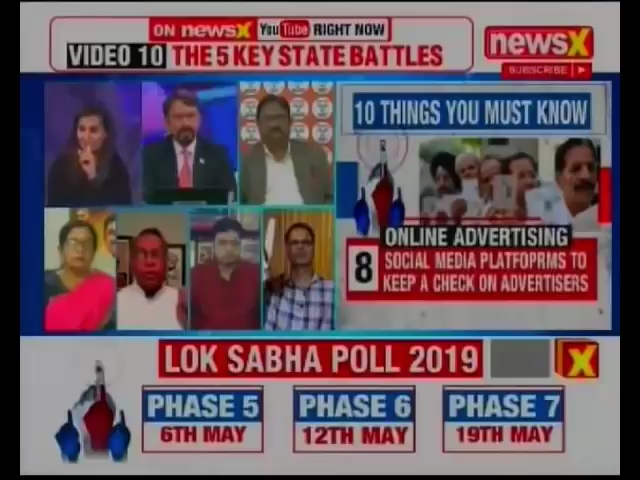 ON newsX YouTube RIGHT NOW
VIDEO 10 THE 5 KEY STATE BATTLES
newsX
SUBSCRIBE
10 THINGS YOU MUST KNOW
ONLINE ADVERTISING
8 SOCIAL MEDIA PLATFOPRMS TO
KEEP A CHECK ON ADVERTISERS
LOK SABHA POLL 2019
X
PHASE 5
6TH MAY
PHASE 6
12TH MAY
PHASE 7
19TH MAY